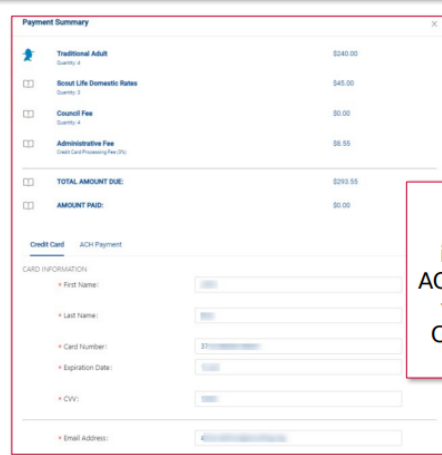 Payment Summary X
Traditional Adult $240.00
Quantity: 4
Scout Life Domestic Rates $45.00
Quantity: 3
Council Fee $0.00
Quantity: 4
Administrative Fee $8.55
Credit Card Processing Fee (3%)
TOTAL AMOUNT DUE: $293.55
AMOUNT PAID: $0.00
Credit Card ACH Payment
CARD INFORMATION
* First Name:
* Last Name:
* Card Number: 37
* Expiration Date:
* CVV:
* Email Address: